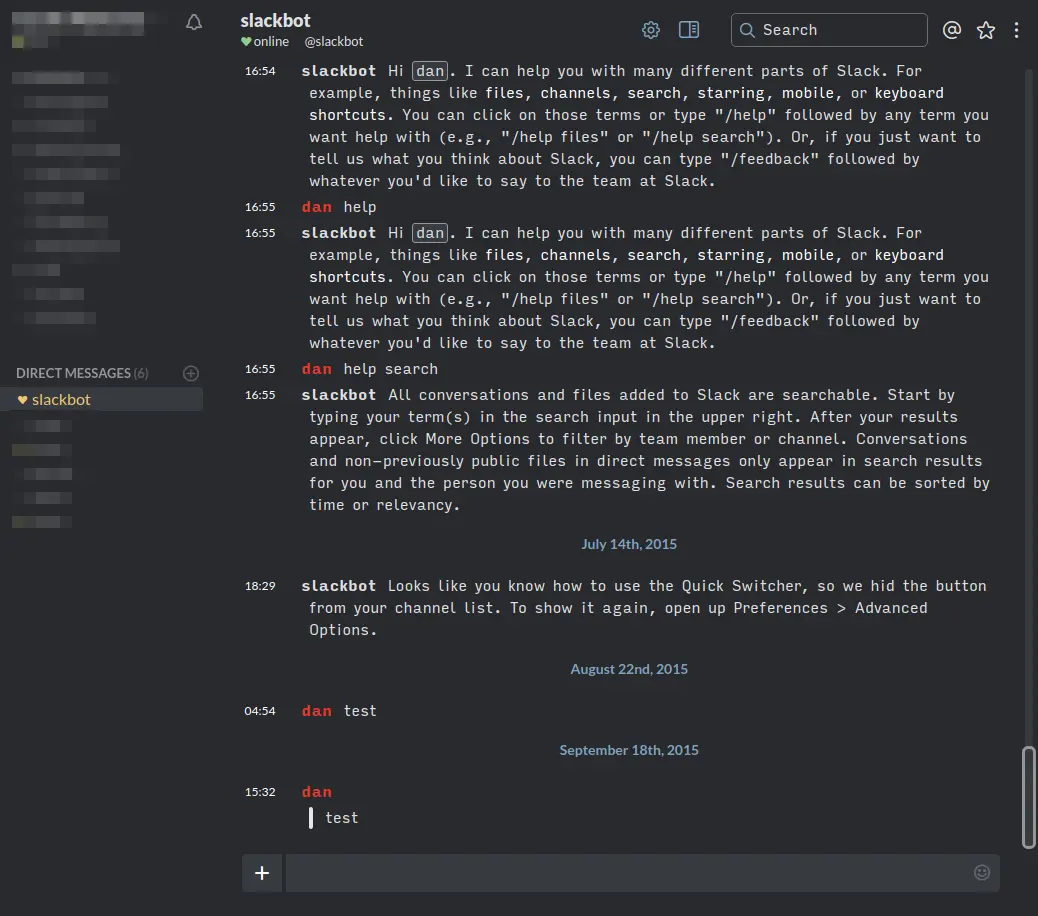 slackbot
online @slackbot
Search
16:54 slackbot Hi dan. I can help you with many different parts of Slack. For
example, things like files, channels, search, starring, mobile, or keyboard
shortcuts. You can click on those terms or type "/help" followed by any term you
want help with (e.g., "/help files" or "/help search"). Or, if you just want to
tell us what you think about Slack, you can type "/feedback" followed by
whatever you'd like to say to the team at Slack.
16:55 dan help
16:55 slackbot Hi dan. I can help you with many different parts of Slack. For
example, things like files, channels, search, starring, mobile, or keyboard
shortcuts. You can click on those terms or type "/help" followed by any term you
want help with (e.g., "/help files" or "/help search"). Or, if you just want to
tell us what you think about Slack, you can type "/feedback" followed by
whatever you'd like to say to the team at Slack.
16:55 dan help search
16:55 slackbot All conversations and files added to Slack are searchable. Start by
typing your term(s) in the search input in the upper right. After your results
appear, click More Options to filter by team member or channel. Conversations
and non-previously public files in direct messages only appear in search results
for you and the person you were messaging with. Search results can be sorted by
time or relevancy.
July 14th, 2015
18:29 slackbot Looks like you know how to use the Quick Switcher, so we hid the button
from your channel list. To show it again, open up Preferences > Advanced
Options.
August 22nd, 2015
04:54 dan test
September 18th, 2015
15:32 dan
test
DIRECT MESSAGES (6)
slackbot